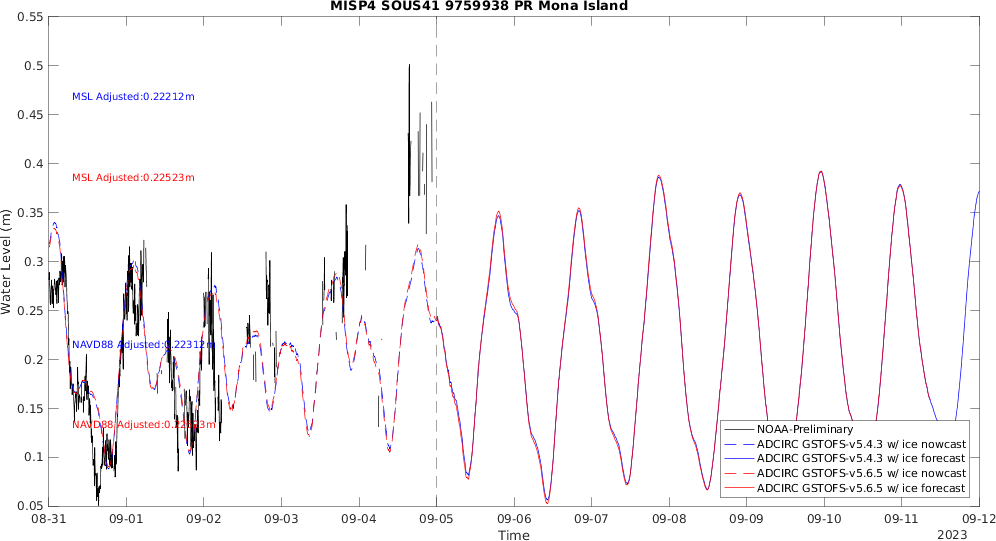 MISP4 SOUS41 9759938 PR Mona Island
0.55
0.5
0.45
0.4
0.35
0.3
0.25
0.2
0.15
0.1
0.05
Water Level (m)
MSL Adjusted:0.22212m
MSL Adjusted:0.22523m
NAVD88 Adjusted:0.22312m
NAVD88 Adjusted:
NOAA-Preliminary
ADCIRC GSTOFS-v5.4.3 w/ ice nowcast
ADCIRC GSTOFS-v5.4.3 w/ ice forecast
ADCIRC GSTOFS-v5.6.5 w/ ice nowcast
ADCIRC GSTOFS-v5.6.5 w/ ice forecast
08-31 09-01 09-02 09-03 09-04 09-05 09-06 09-07 09-08 09-09 09-10 09-11 09-12
Time
2023